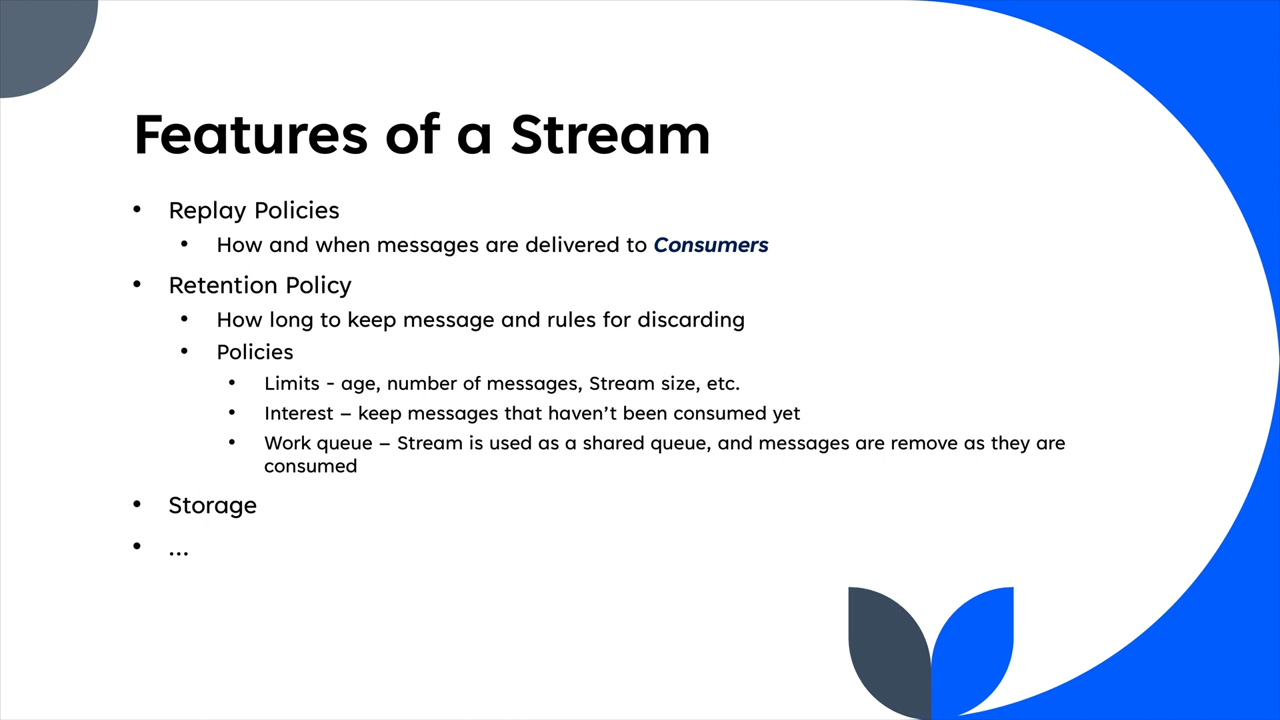 Features of a Stream
• Replay Policies
• How and when messages are delivered to Consumers
• Retention Policy
• How long to keep message and rules for discarding
• Policies
• Limits - age, number of messages, Stream size, etc.
• Interest – keep messages that haven’t been consumed yet
• Work queue – Stream is used as a shared queue, and messages are remove as they are
consumed
• Storage
• ...